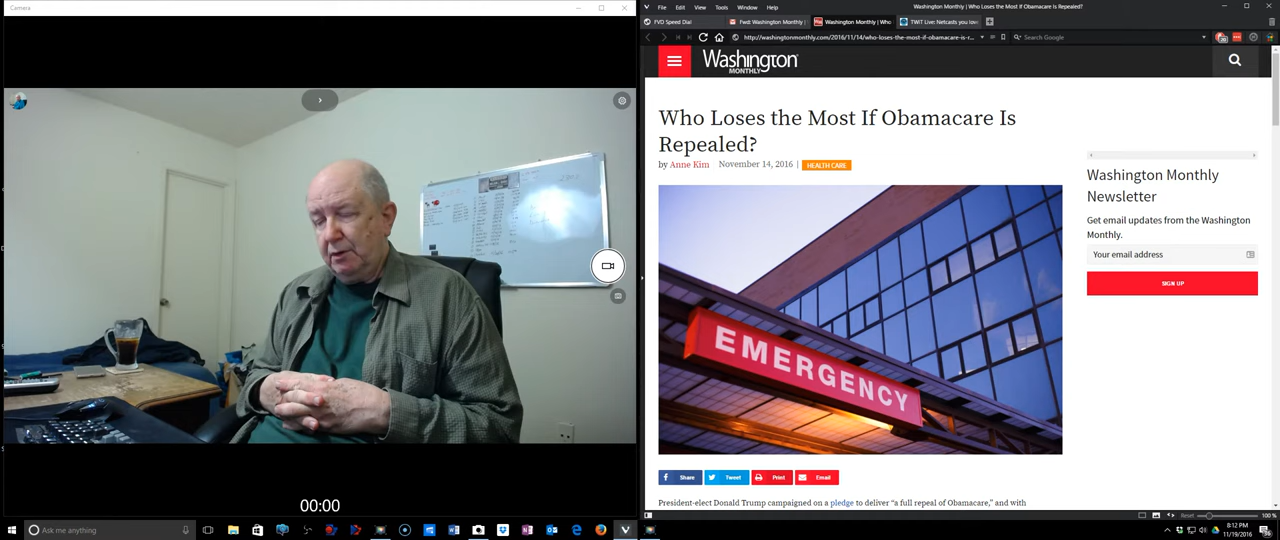 Camera
00:00
File Edit View Tools Window Help
Washington Monthly | Who Loses the Most If Obamacare Is Repealed?
FVD Speed Dial
Fwd: Washington Monthly |
Washington Monthly | Who
TWiT Live: Netcasts you lov
http://washingtonmonthly.com/2016/11/14/who-loses-the-most-if-obamacare-is-r...
Search Google
Washington
MONTHLY
Who Loses the Most If Obamacare Is
Repealed?
by Anne Kim November 14, 2016 | HEALTH CARE
EMERGENCY
Share Tweet Print Email
President-elect Donald Trump campaigned on a pledge to deliver “a full repeal of Obamacare,” and with
Washington Monthly
Newsletter
Get email updates from the Washington
Monthly.
Your email address
SIGN UP
Reset
100 %
Ask me anything
8:12 PM
11/19/2016